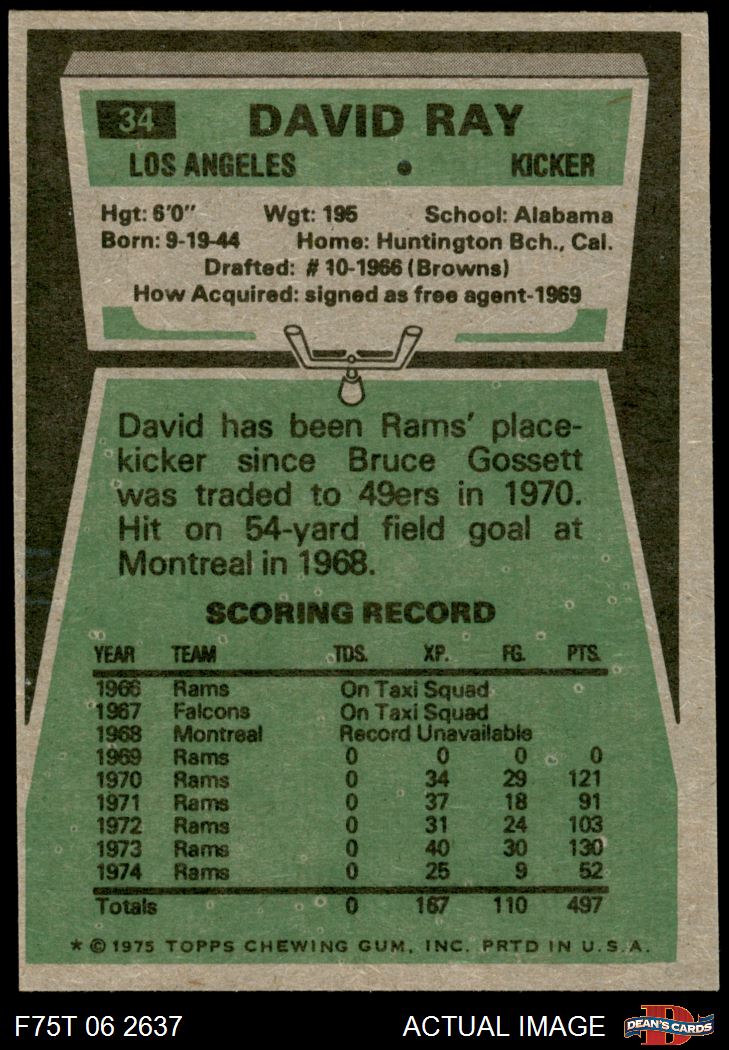 34 DAVID RAY
LOS ANGELES • KICKER
Hgt: 6'0" Wgt: 195 School: Alabama
Born: 9-19-44 Home: Huntington Bch., Cal.
Drafted: #10-1966 (Browns)
How Acquired: signed as free agent-1969
David has been Rams' place-
kicker since Bruce Gossett
was traded to 49ers in 1970.
Hit on 54-yard field goal at
Montreal in 1968.
SCORING RECORD
YEAR TEAM TDS. XP. FG. PTS.
1966 Rams On Taxi Squad
1967 Falcons On Taxi Squad
1968 Montreal Record Unavailable
1969 Rams 0 0 0 0
1970 Rams 0 34 29 121
1971 Rams 0 37 18 91
1972 Rams 0 31 24 103
1973 Rams 0 40 30 130
1974 Rams 0 25 9 52
Totals 0 167 110 497
* © 1975 TOPPS CHEWING GUM, INC. PRTD IN U.S.A.
F75T 06 2637 ACTUAL IMAGE D DEAN'S CARDS